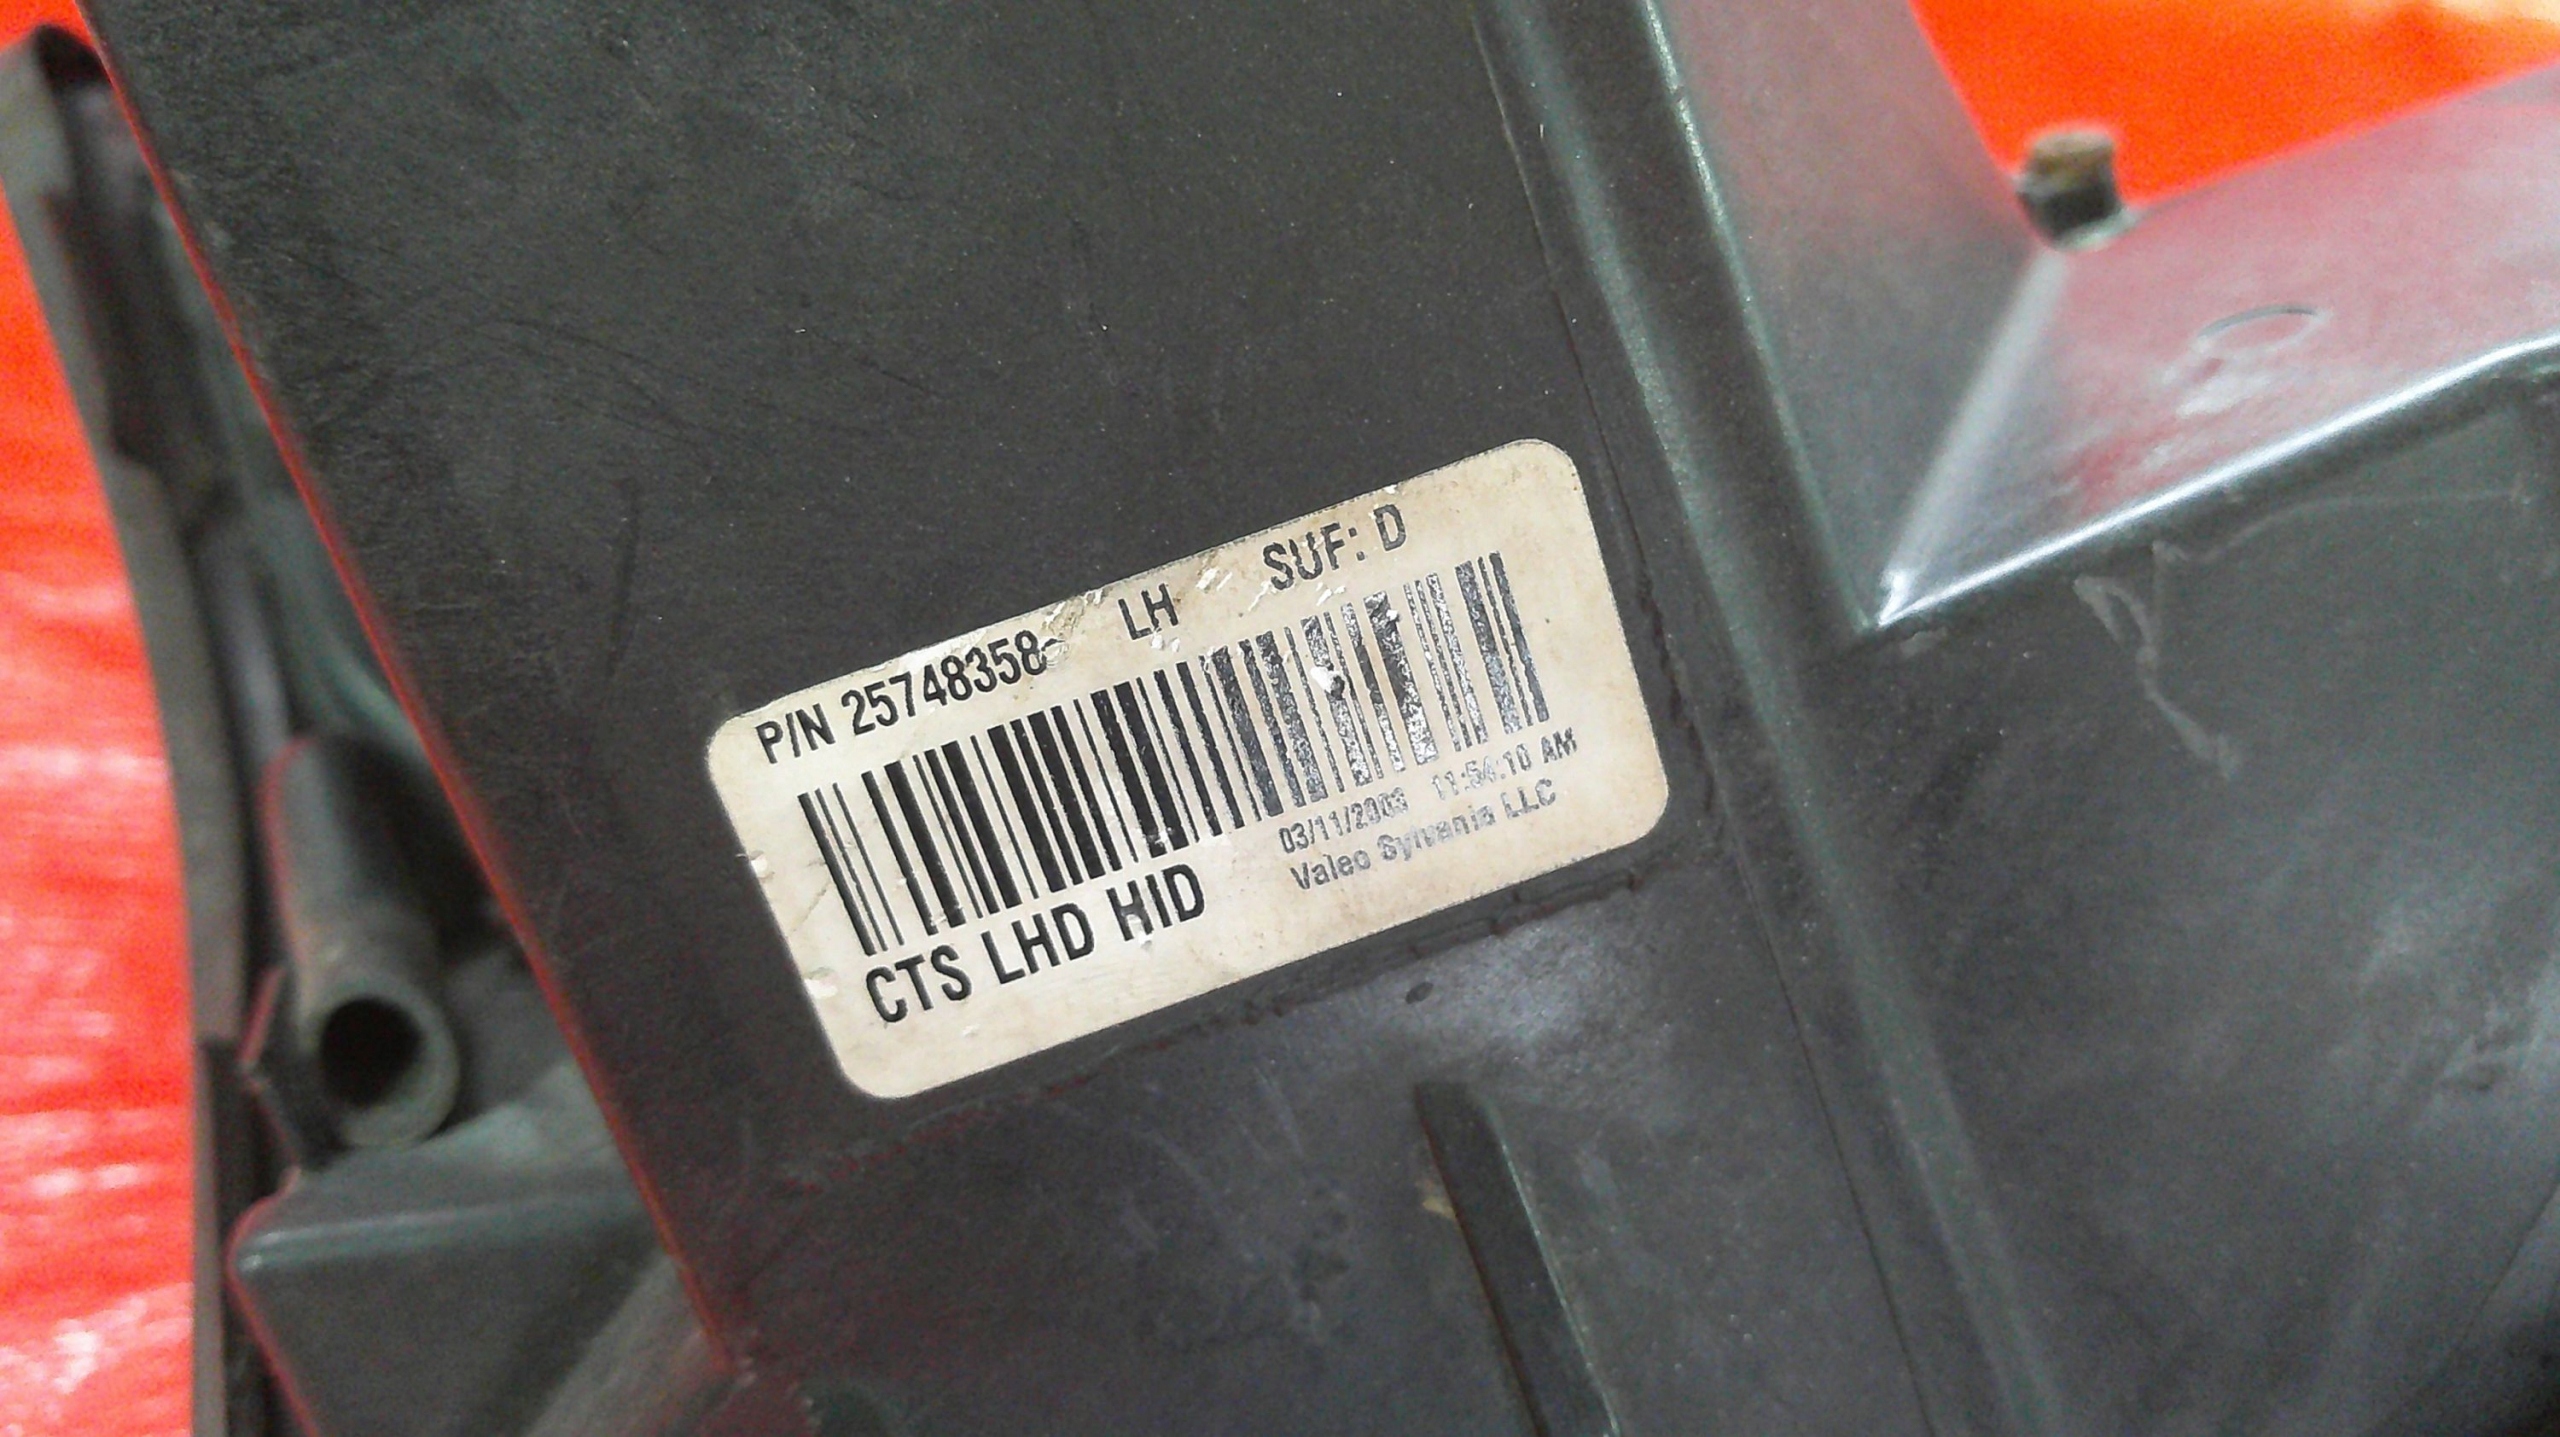 P/N 25748358 LH SUF: D
03/11/2003 11:54:10 AM
CTS LHD HID Valeo Sylvania LLC